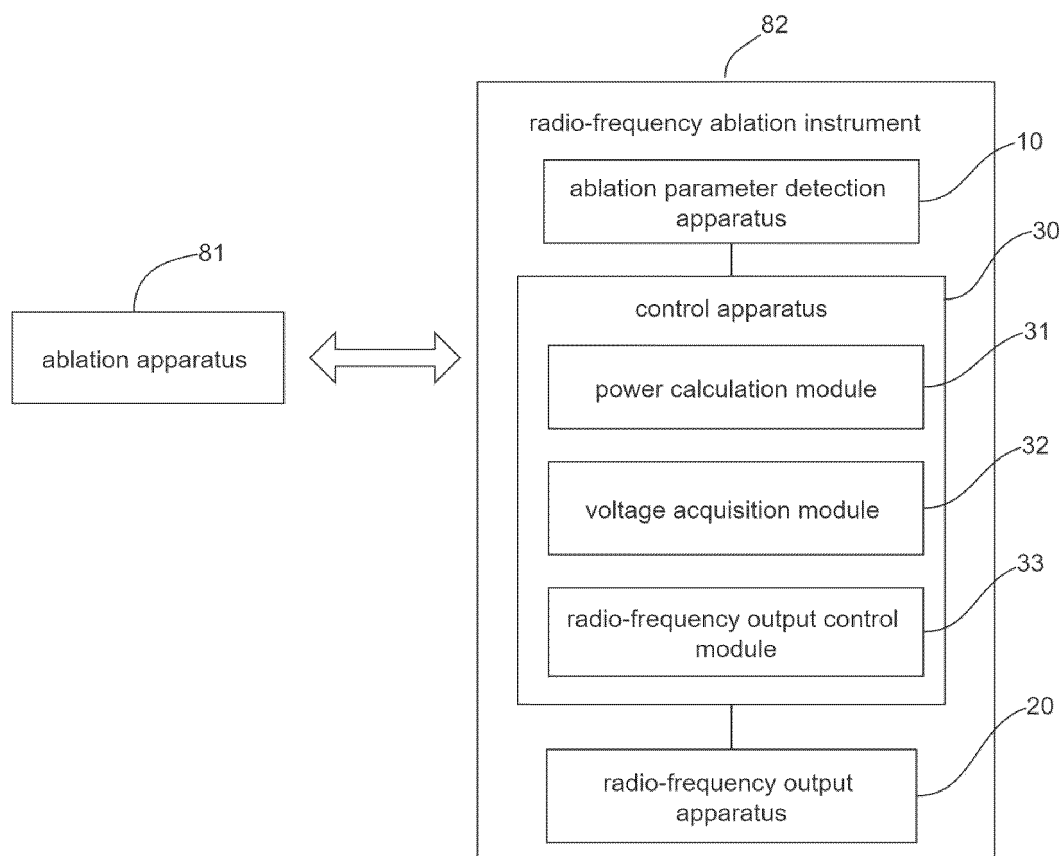 82
radio-frequency ablation instrument
10
ablation parameter detection
apparatus
30
81
control apparatus
31
ablation apparatus
power calculation module
32
voltage acquisition module
33
radio-frequency output control
module
20
radio-frequency output
apparatus